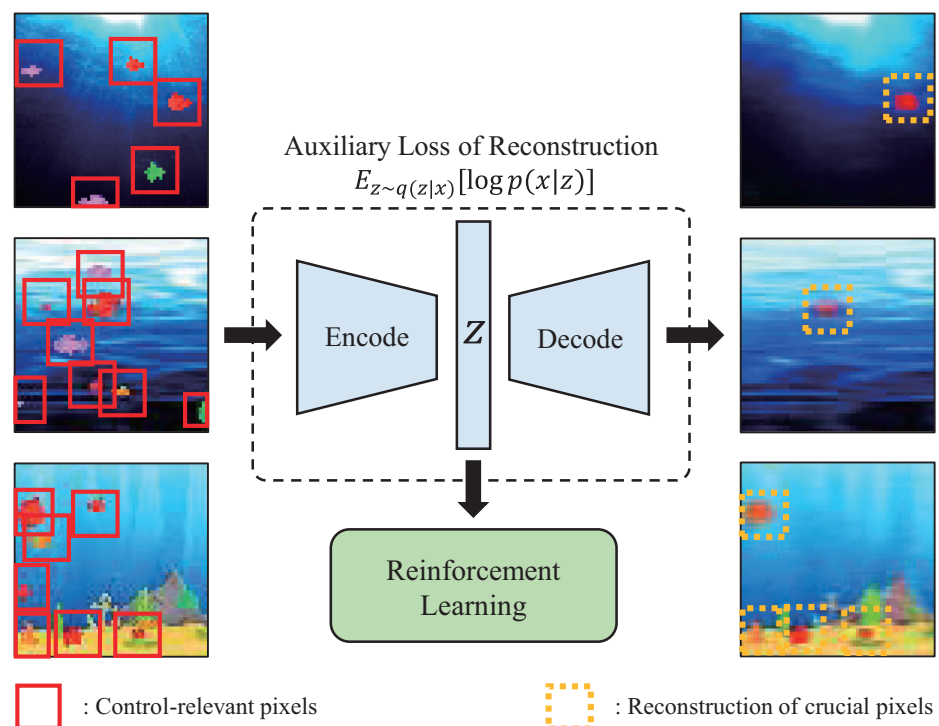 Auxiliary Loss of Reconstruction
E_{z~q(z|x)}[log p(x|z)]
Encode
z
Decode
Reinforcement
Learning
: Control-relevant pixels
: Reconstruction of crucial pixels